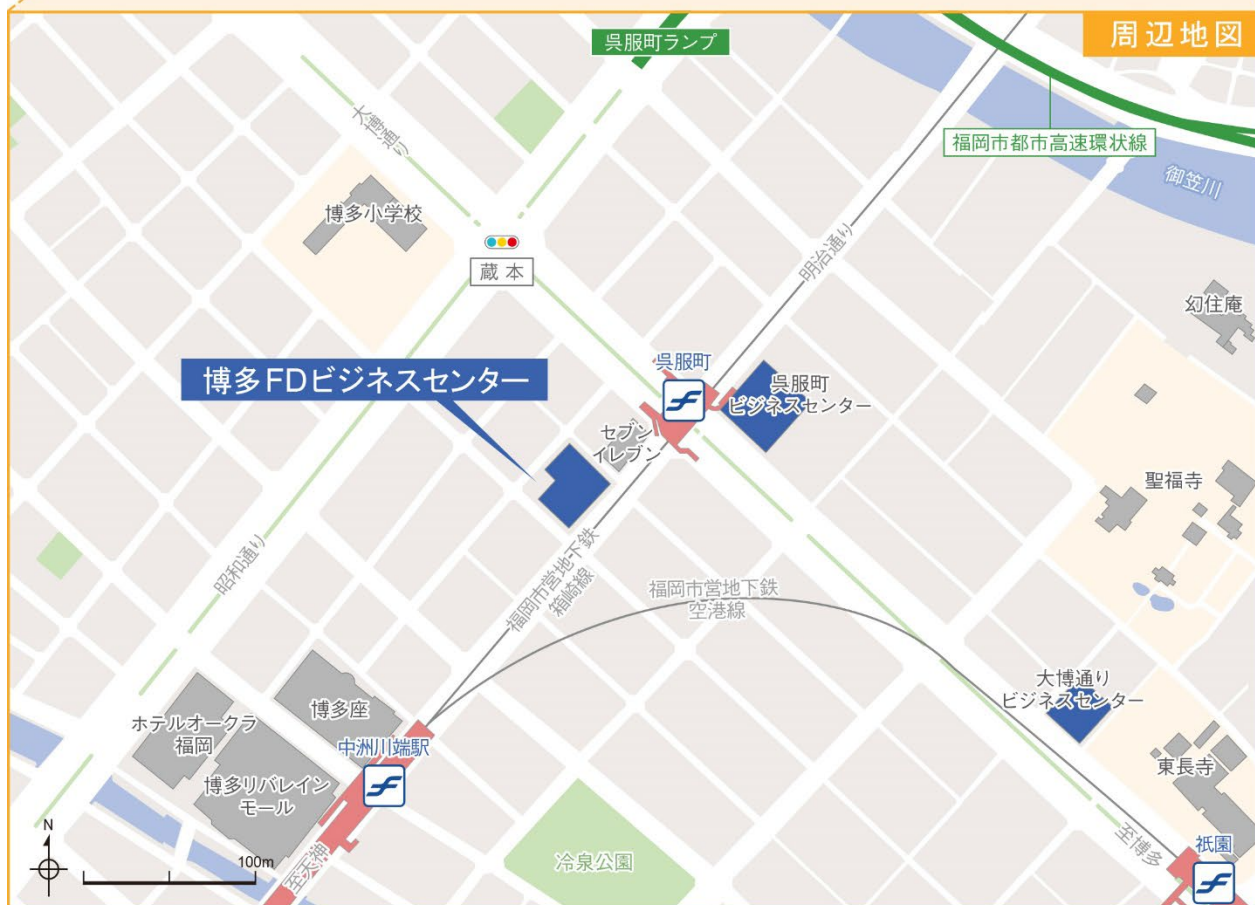 周辺地図
呉服町ランプ
大博通り
福岡市都市高速環状線
御笠川
博多小学校
蔵本
明治通り
幻住庵
呉服町
博多FDビジネスセンター
呉服町
ビジネスセンター
セブン
イレブン
聖福寺
昭和通り
福岡市営地下鉄
箱崎線
福岡市営地下鉄
空港線
大博通り
ビジネスセンター
ホテルオークラ
福岡
博多座
中洲川端駅
博多リバレイン
モール
東長寺
至博多
祇園
N
100m
至天神
冷泉公園